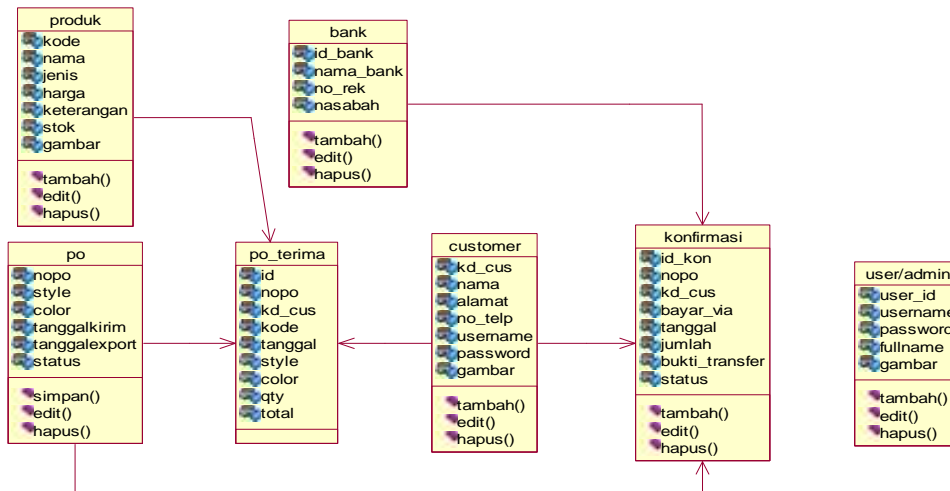 produk
kode
nama
jenis
harga
keterangan
stok
gambar
tambah()
edit()
hapus()
bank
id_bank
nama_bank
no_rek
nasabah
tambah()
edit()
hapus()
po
nopo
style
color
tanggalkirim
tanggalexport
status
simpan()
edit()
hapus()
po_terima
id
nopo
kd_cus
kode
tanggal
style
color
qty
total
customer
kd_cus
nama
alamat
no_telp
username
password
gambar
tambah()
edit()
hapus()
konfirmasi
id_kon
nopo
kd_cus
bayar_via
tanggal
jumlah
bukti_transfer
status
tambah()
edit()
hapus()
user/admin
user_id
username
password
fullname
gambar
tambah()
edit()
hapus()